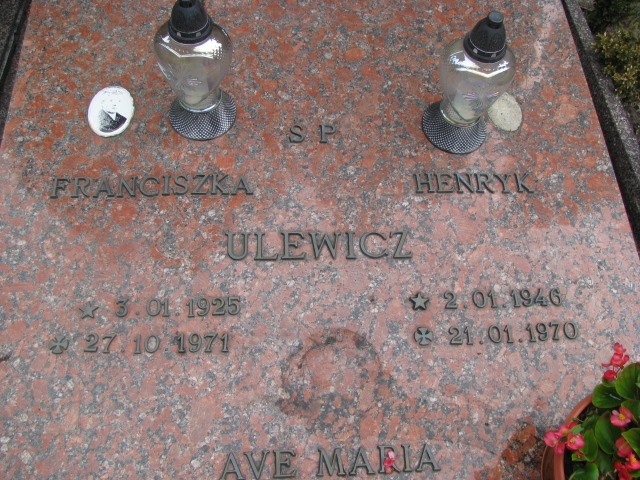 S P
FRANCISZKA HENRYK
ULEWICZ
3.01.1925 2.01.1946
27.10.1971 21.01.1970
AVE MARIA